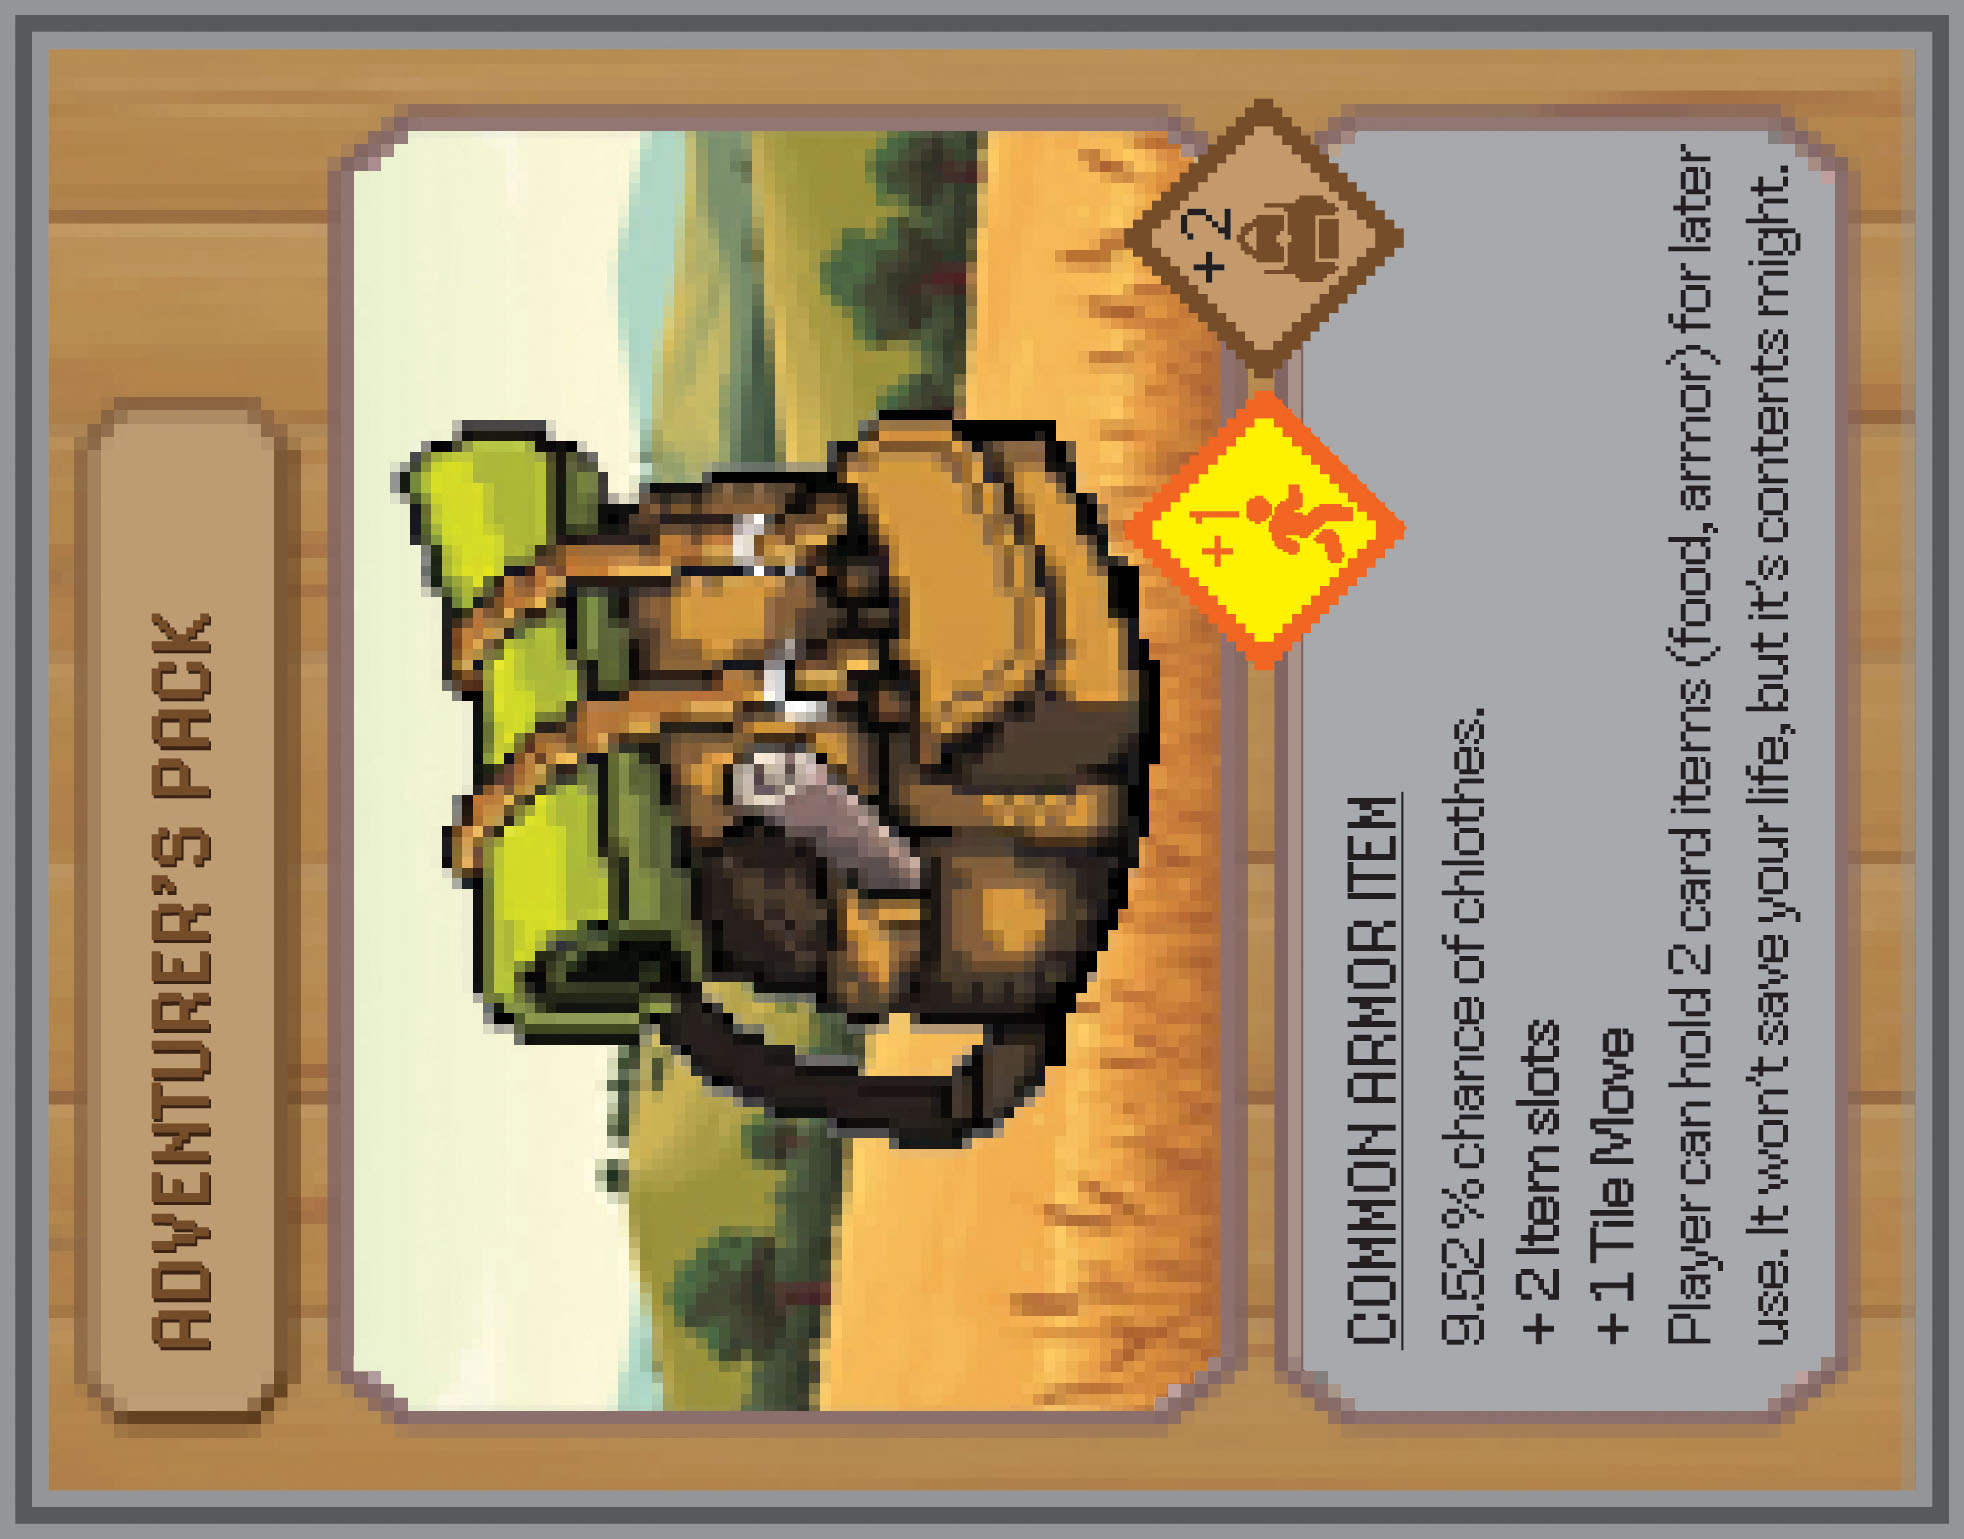 ADVENTURER'S PACK
+2
+1
COMMON ARMOR ITEM
9.52% chance of chlothes.
+ 2 Item slots
+ 1 Tile Move
Player can hold 2 card items (food, armor) for later
use. It won't save your life, but it's contents might.